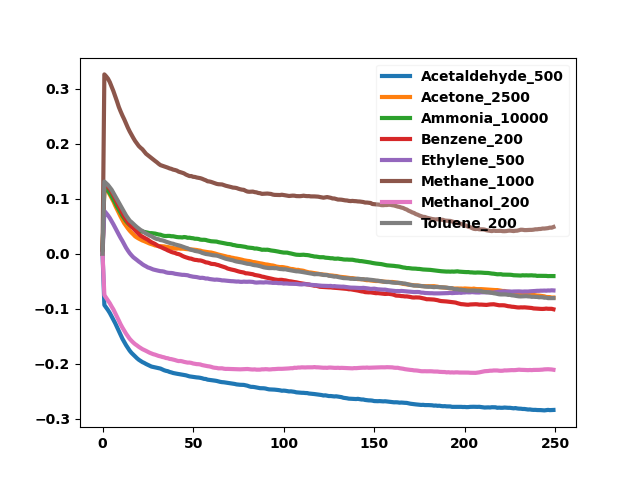 0.3
0.2
0.1
0.0
−0.1
−0.2
−0.3
0
50
100
150
200
250
Acetaldehyde_500
Acetone_2500
Ammonia_10000
Benzene_200
Ethylene_500
Methane_1000
Methanol_200
Toluene_200